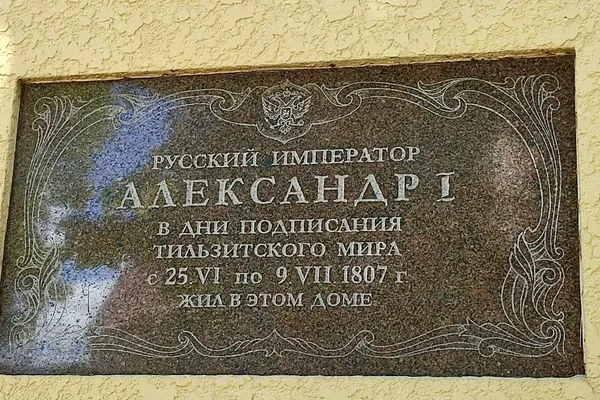 РУССКИЙ ИМПЕРАТОР
АЛЕКСАНДР I
В ДНИ ПОДПИСАНИЯ
ТИЛЬЗИТСКОГО МИРА
с 25.VI по 9 VII 1807 г.
ЖИЛ В ЭТОМ ДОМЕ